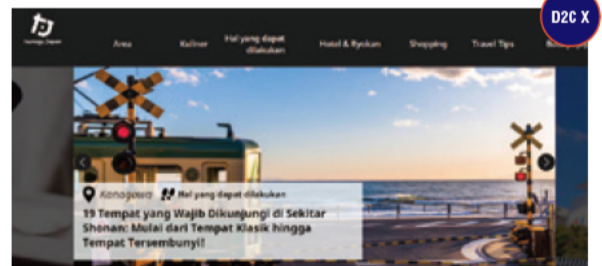 D2C X
Area
Kuliner
Hal yang dapat
dilakukan
Hotel & Ryokan
Shopping
Travel Tips
Kanagawa
Hal yang dapat dilakukan
19 Tempat yang Wajib Dikunjungi di Sekitar
Shonan: Mulai dari Tempat Klasik hingga
Tempat Tersembunyi!